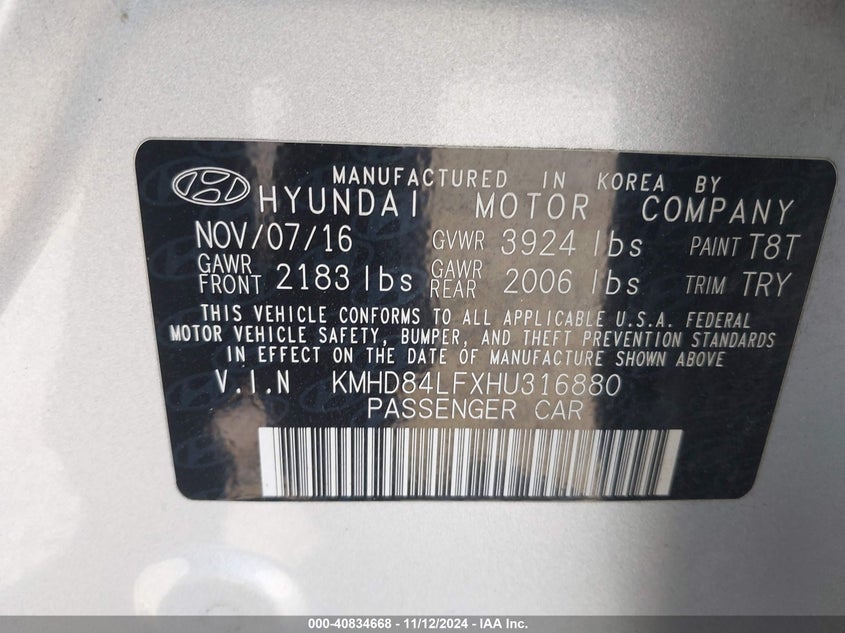 MANUFACTURED IN KOREA BY
HYUNDAI MOTOR COMPANY
NOV/07/16 GVWR 3924 lbs PAINT T8T
GAWR FRONT 2183 lbs GAWR REAR 2006 lbs TRIM TRY
THIS VEHICLE CONFORMS TO ALL APPLICABLE U.S.A. FEDERAL
MOTOR VEHICLE SAFETY, BUMPER, AND THEFT PREVENTION STANDARDS
IN EFFECT ON THE DATE OF MANUFACTURE SHOWN ABOVE
V.I.N KMHD84LFXHU316880
PASSENGER CAR
000-40834668 - 11/12/2024 - IAA Inc.